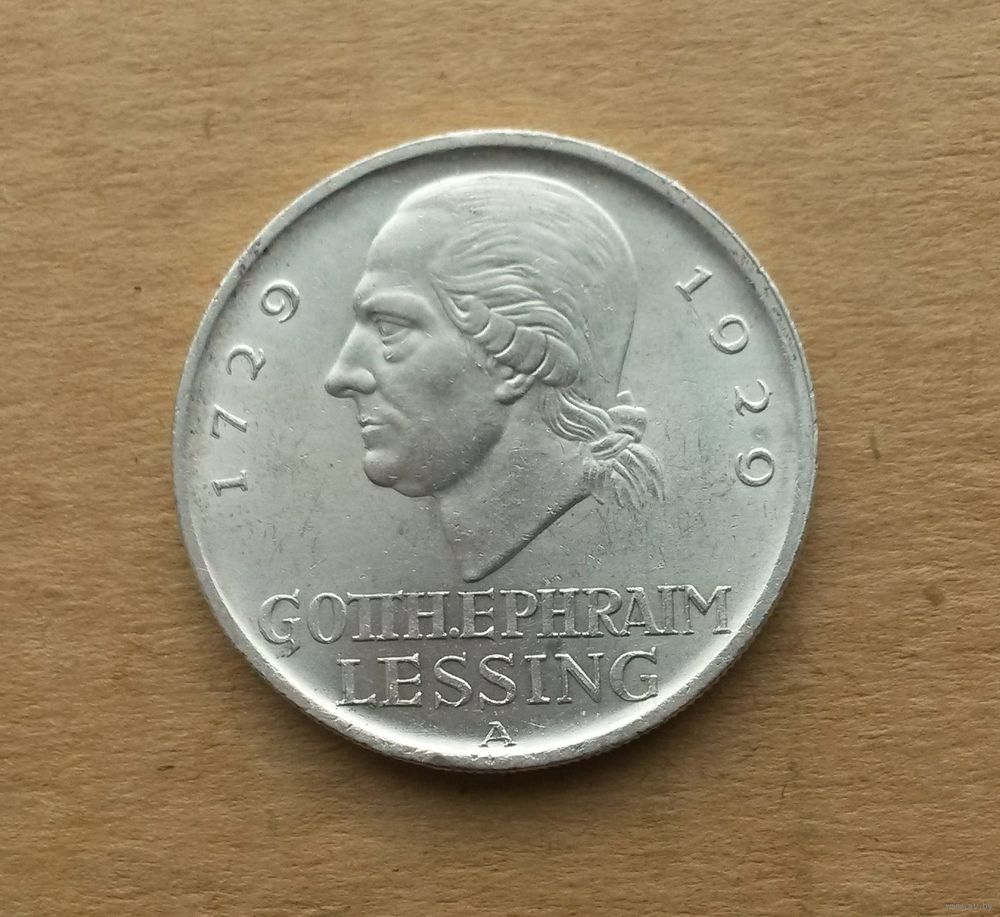 1729
1929
GOTTH.EPHRAIM
LESSING
A